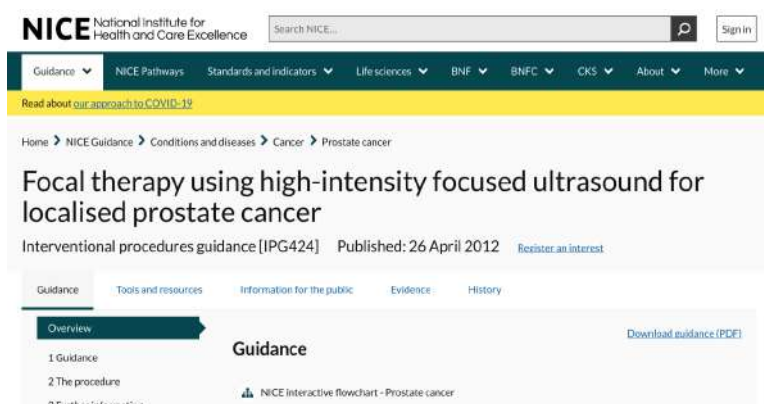 NICE National Institute for
Health and Care Excellence
Search NICE...
Sign in
Guidance NICE Pathways Standards and indicators Life sciences BNF BNFC CKS About More
Read about our approach to COVID-19
Home > NICE Guidance > Conditions and diseases > Cancer > Prostate cancer
Focal therapy using high-intensity focused ultrasound for
localised prostate cancer
Interventional procedures guidance [IPG424] Published: 26 April 2012 Register an interest
Guidance Tools and resources Information for the public Evidence History
Overview
Download guidance (PDF)
Guidance
1 Guidance
2 The procedure
NICE interactive flowchart - Prostate cancer